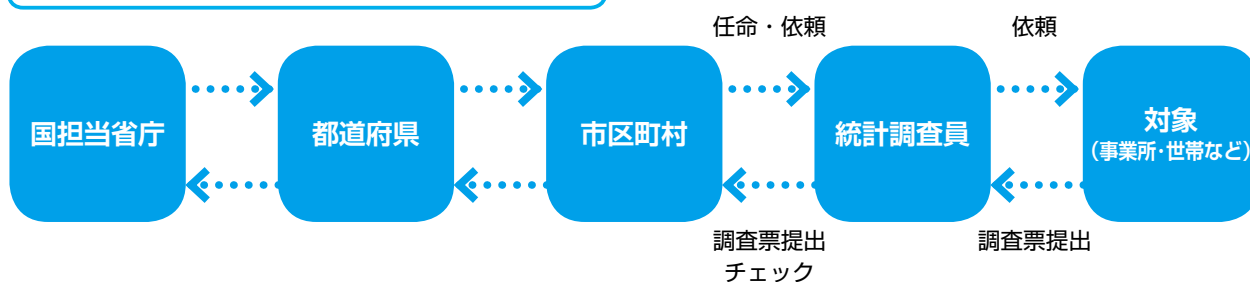 任命・依頼
依頼
国担当省庁
都道府県
市区町村
統計調査員
対象
（事業所・世帯など）
調査票提出
チェック
調査票提出